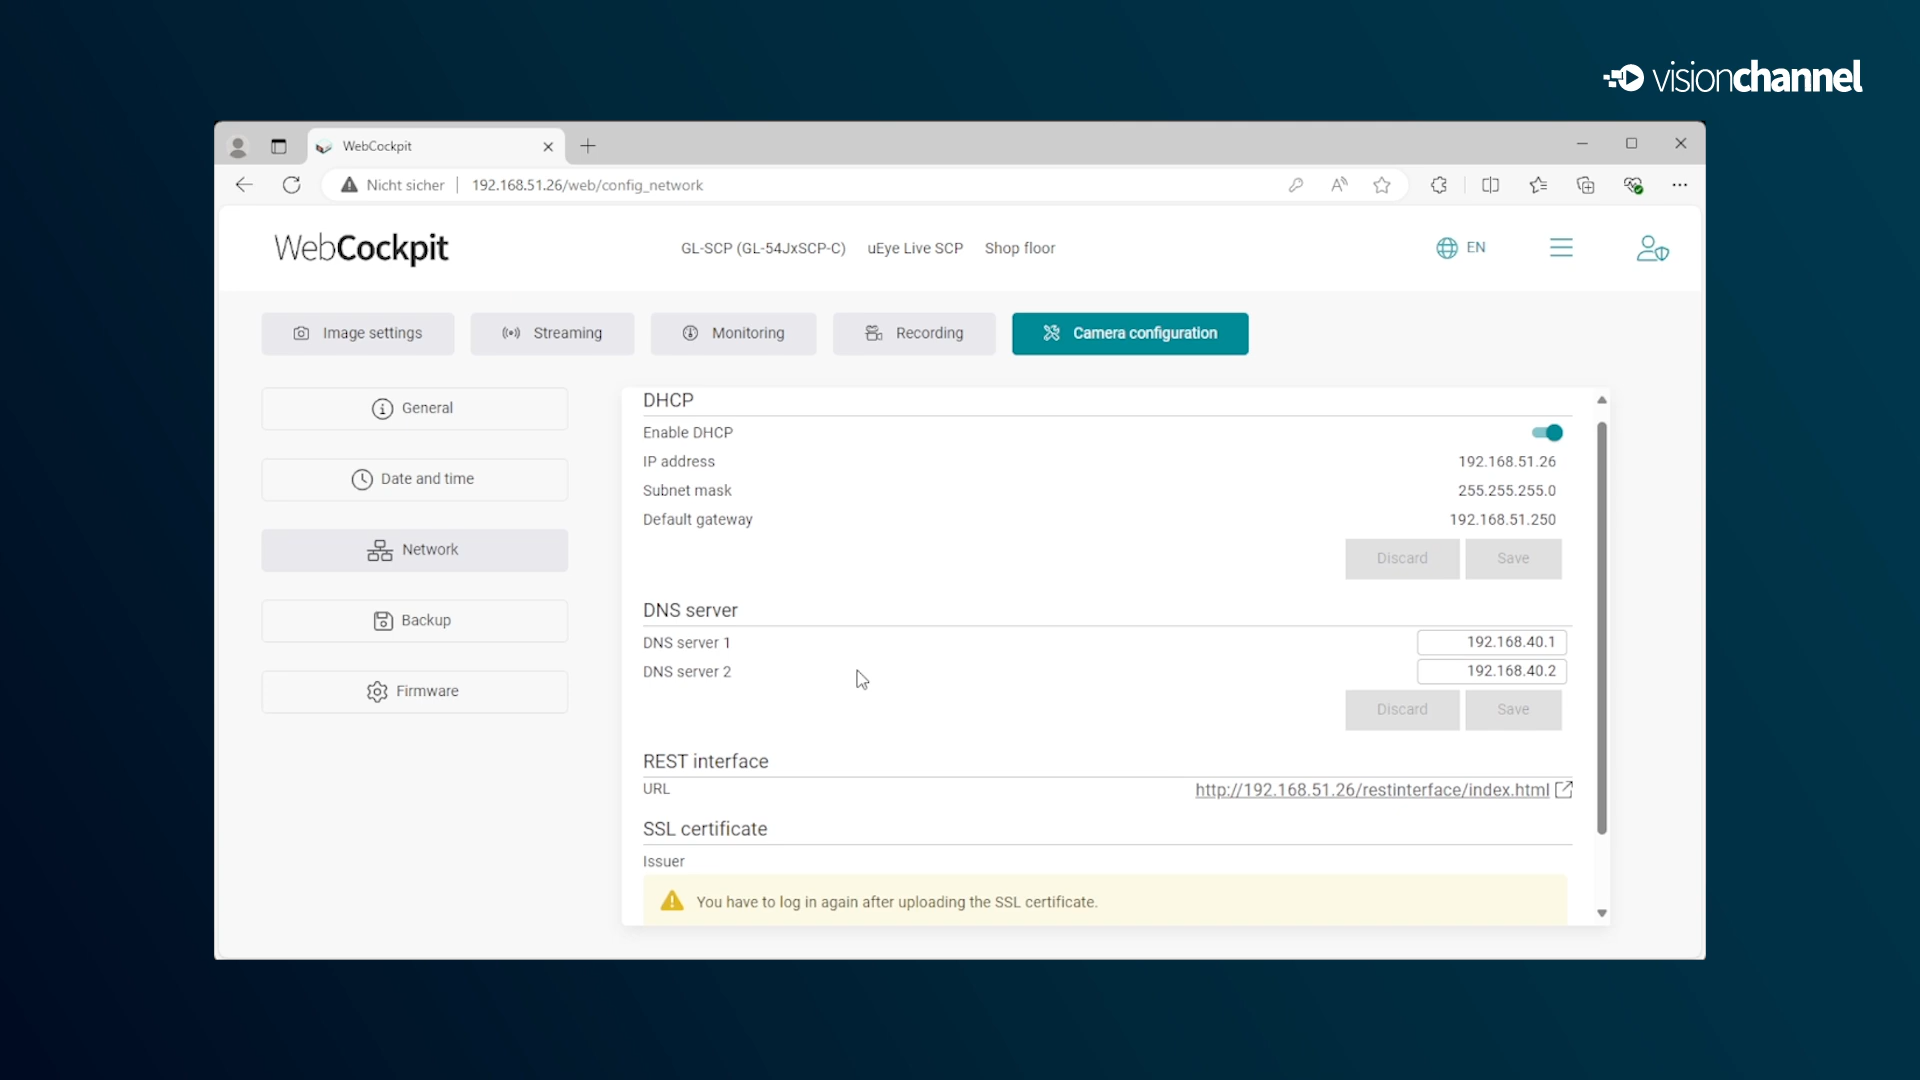 visionchannel
WebCockpit
Nicht sicher
192.168.51.26/web/config_network
WebCockpit
GL-SCP (GL-54JxSCP-C)
uEye Live SCP
Shop floor
EN
Image settings
Streaming
Monitoring
Recording
Camera configuration
General
Date and time
Network
Backup
Firmware
DHCP
Enable DHCP
IP address 192.168.51.26
Subnet mask 255.255.255.0
Default gateway 192.168.51.250
Discard Save
DNS server
DNS server 1 192.168.40.1
DNS server 2 192.168.40.2
Discard Save
REST interface
URL http://192.168.51.26/restinterface/index.html
SSL certificate
Issuer
You have to log in again after uploading the SSL certificate.